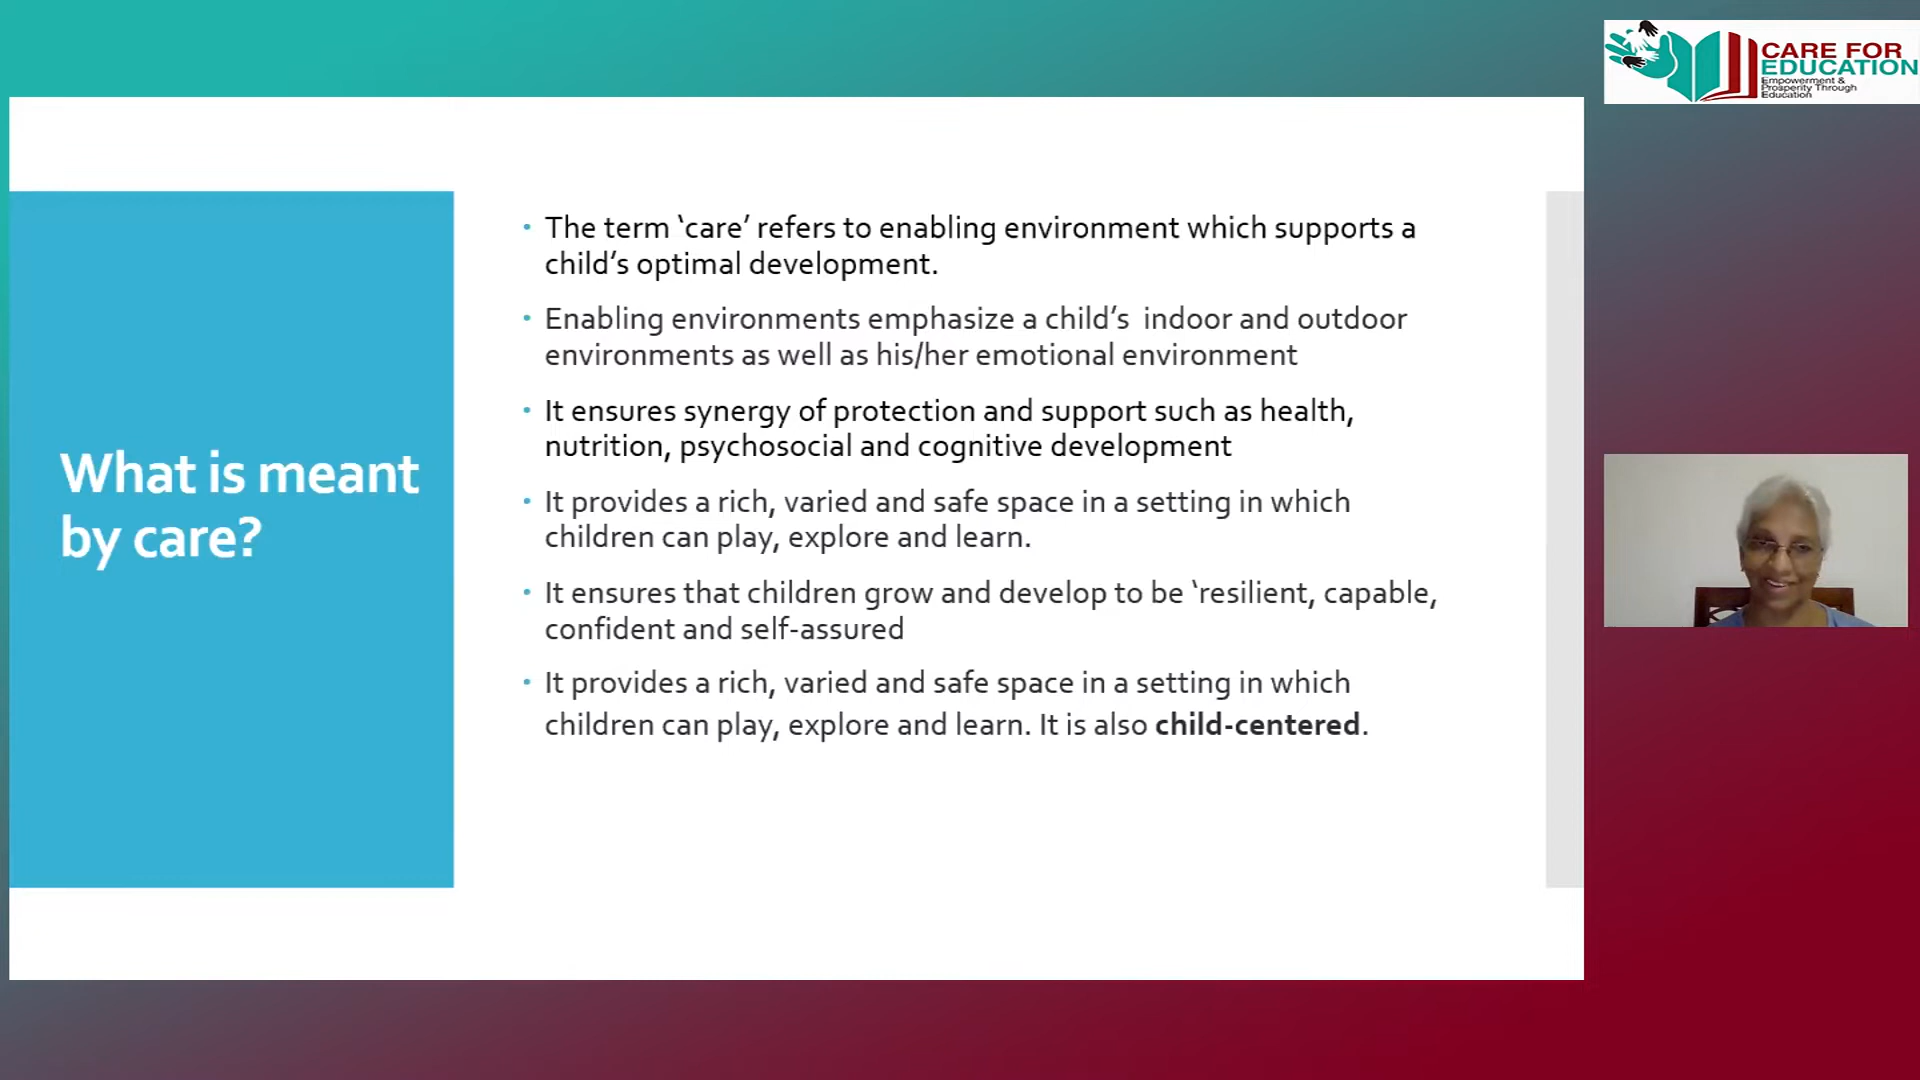 CARE FOR
EDUCATION
Empowerment &
Prosperity Through
Education
What is meant
by care?
• The term ‘care’ refers to enabling environment which supports a
child’s optimal development.
• Enabling environments emphasize a child’s  indoor and outdoor
environments as well as his/her emotional environment
• It ensures synergy of protection and support such as health,
nutrition, psychosocial and cognitive development
• It provides a rich, varied and safe space in a setting in which
children can play, explore and learn.
• It ensures that children grow and develop to be ‘resilient, capable,
confident and self-assured
• It provides a rich, varied and safe space in a setting in which
children can play, explore and learn. It is also child-centered.